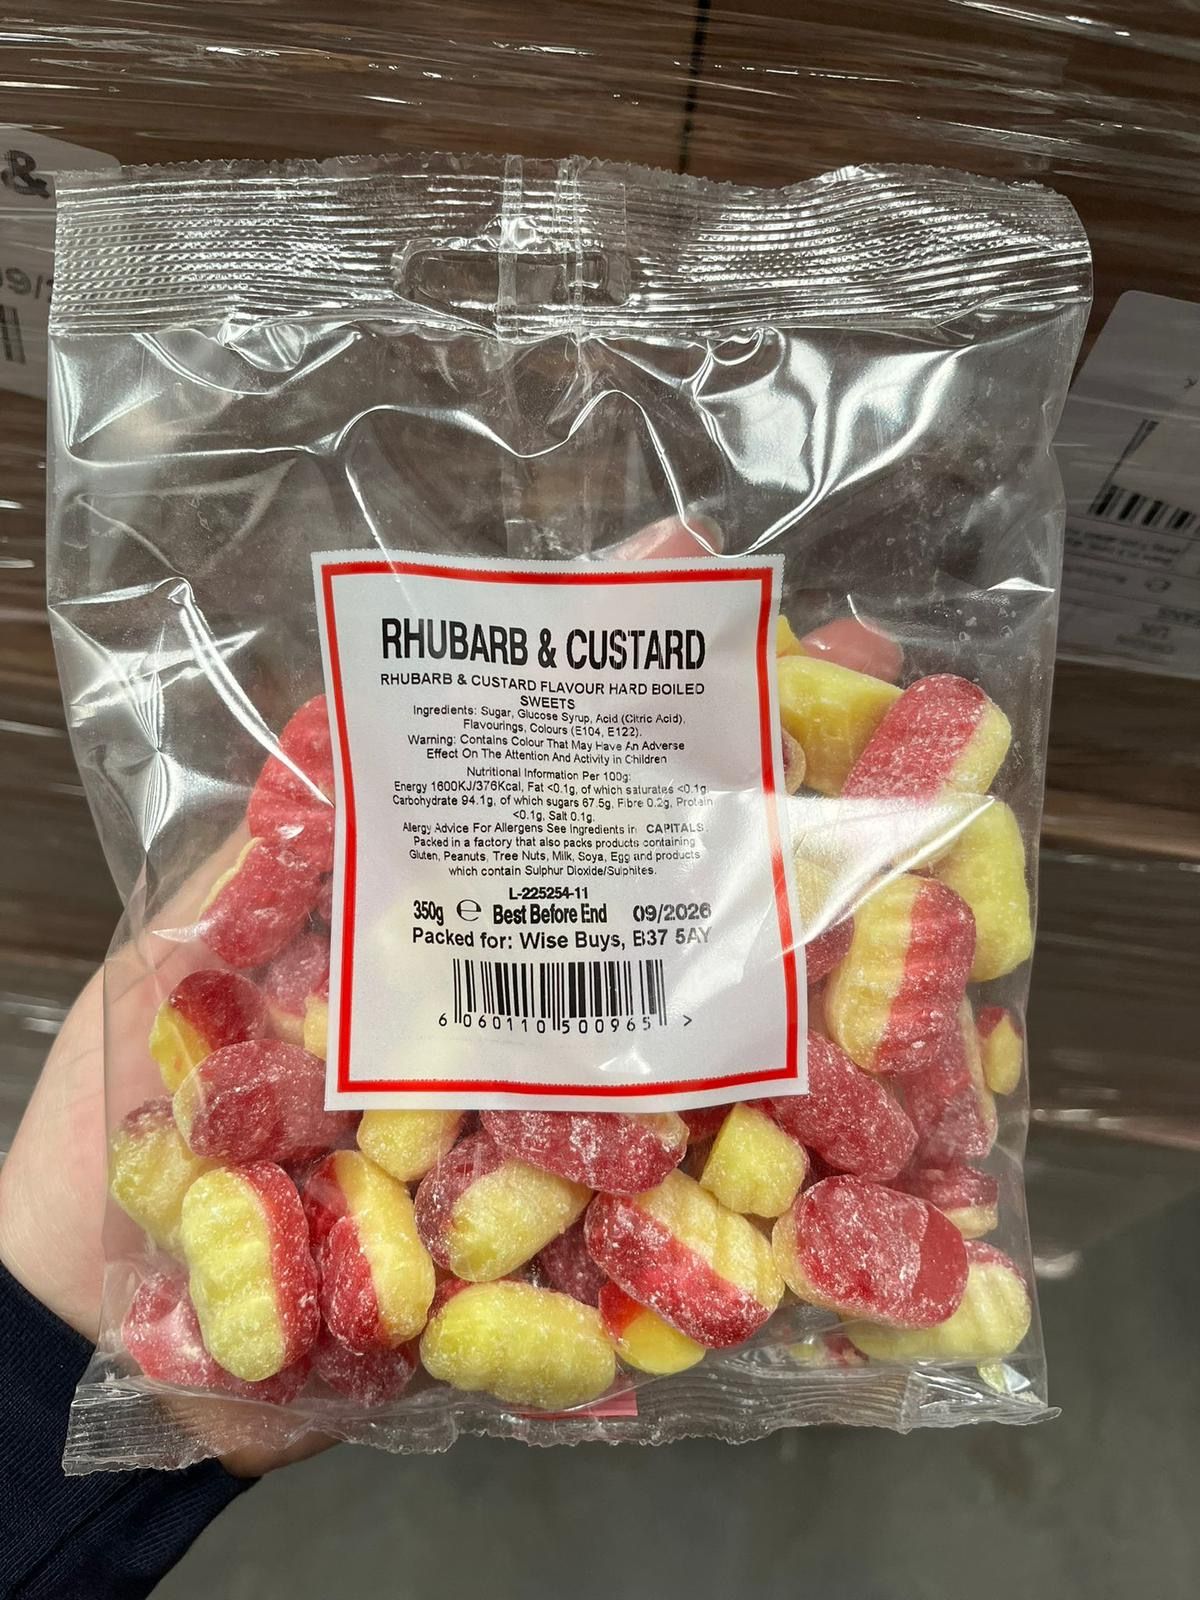 &
RHUBARB & CUSTARD
RHUBARB & CUSTARD FLAVOUR HARD BOILED
SWEETS
Ingredients: Sugar, Glucose Syrup, Acid (Citric Acid),
Flavourings, Colours (E104, E122).
Warning: Contains Colour That May Have An Adverse
Effect On The Attention And Activity in Children
Nutritional Information Per 100g:
Energy 1600KJ/376Kcal, Fat <0.1g, of which saturates <0.1g,
Carbohydrate 94.1g, of which sugars 67.5g, Fibre 0.2g, Protein
<0.1g, Salt 0.1g.
Allergy Advice For Allergens See Ingredients in CAPITALS.
Packed in a factory that also packs products containing
Gluten, Peanuts, Tree Nuts, Milk, Soya, Egg and products
which contain Sulphur Dioxide/Sulphites.
L-225254-11
350g ℮ Best Before End 09/2026
Packed for: Wise Buys, B37 5AY
6 060110 500965 >